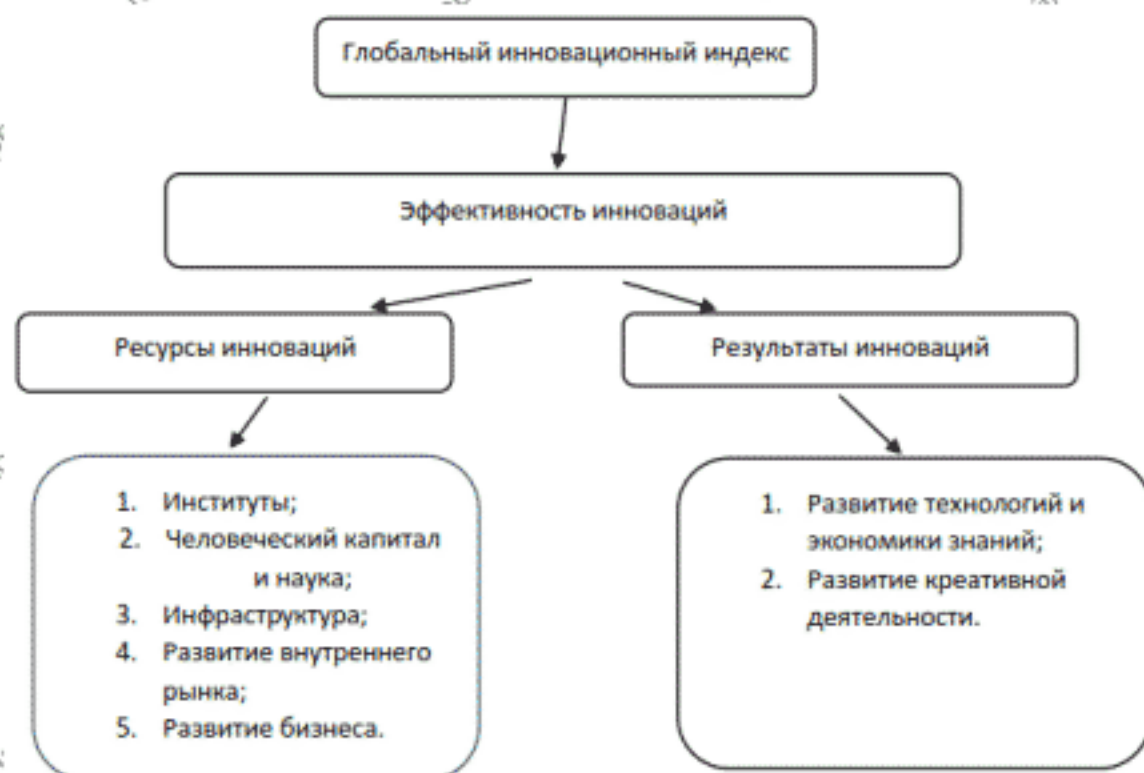 Глобальный инновационный индекс
Эффективность инноваций
Ресурсы инноваций
Результаты инноваций
1. Институты;
2. Человеческий капитал
и наука;
3. Инфраструктура;
4. Развитие внутреннего
рынка;
5. Развитие бизнеса.
1. Развитие технологий и
экономики знаний;
2. Развитие креативной
деятельности.